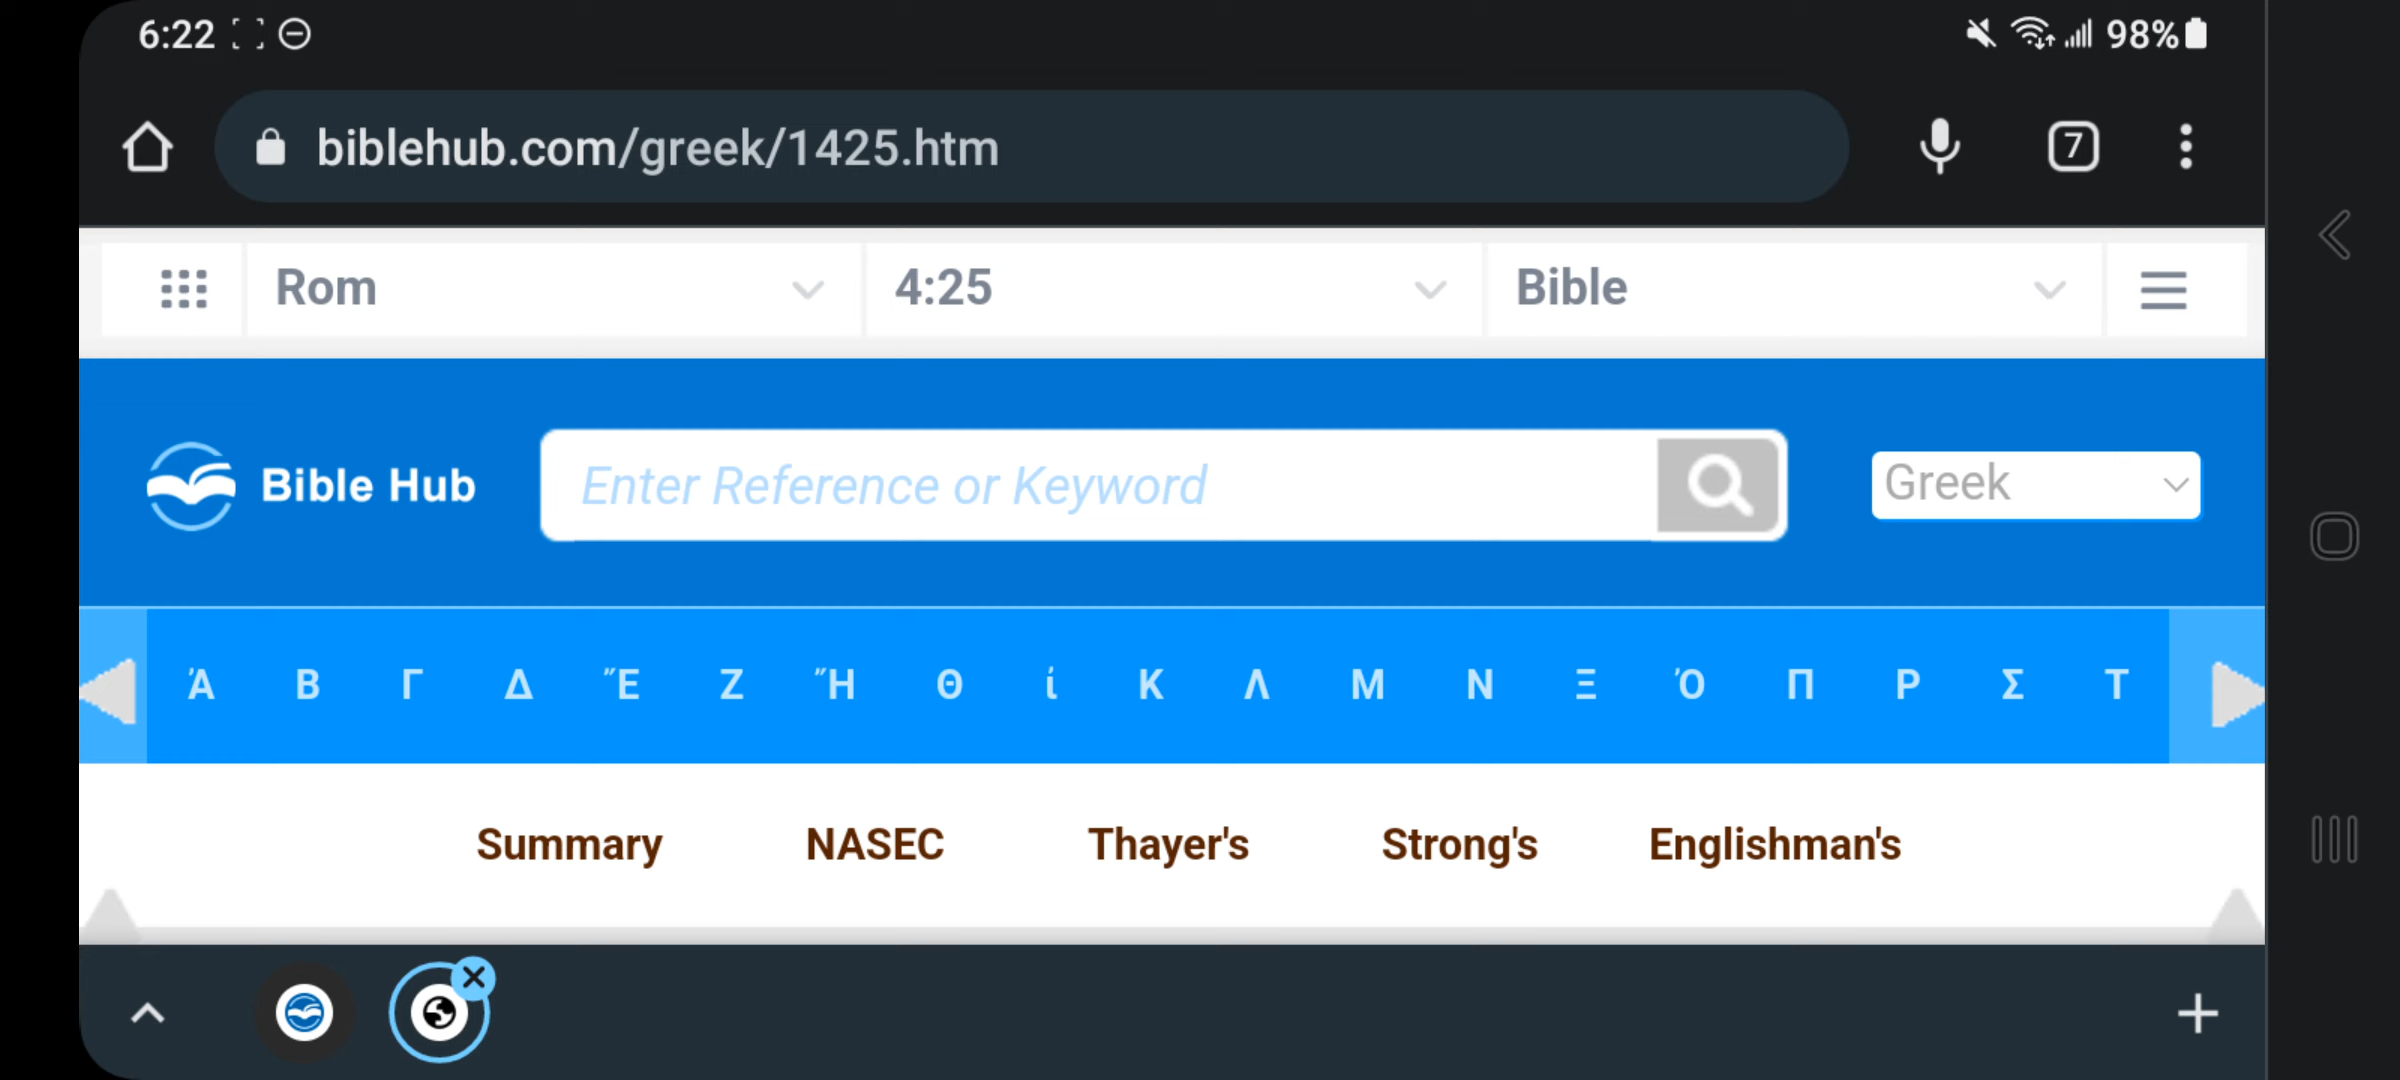 6:22 98%
biblehub.com/greek/1425.htm 7
Rom 4:25 Bible
Bible Hub Enter Reference or Keyword Greek
Ἀ Β Γ Δ Ἕ Ζ Ἥ Θ ἱ Κ Λ Μ Ν Ξ Ὀ Π Ρ Σ Τ
Summary NASEC Thayer's Strong's Englishman's